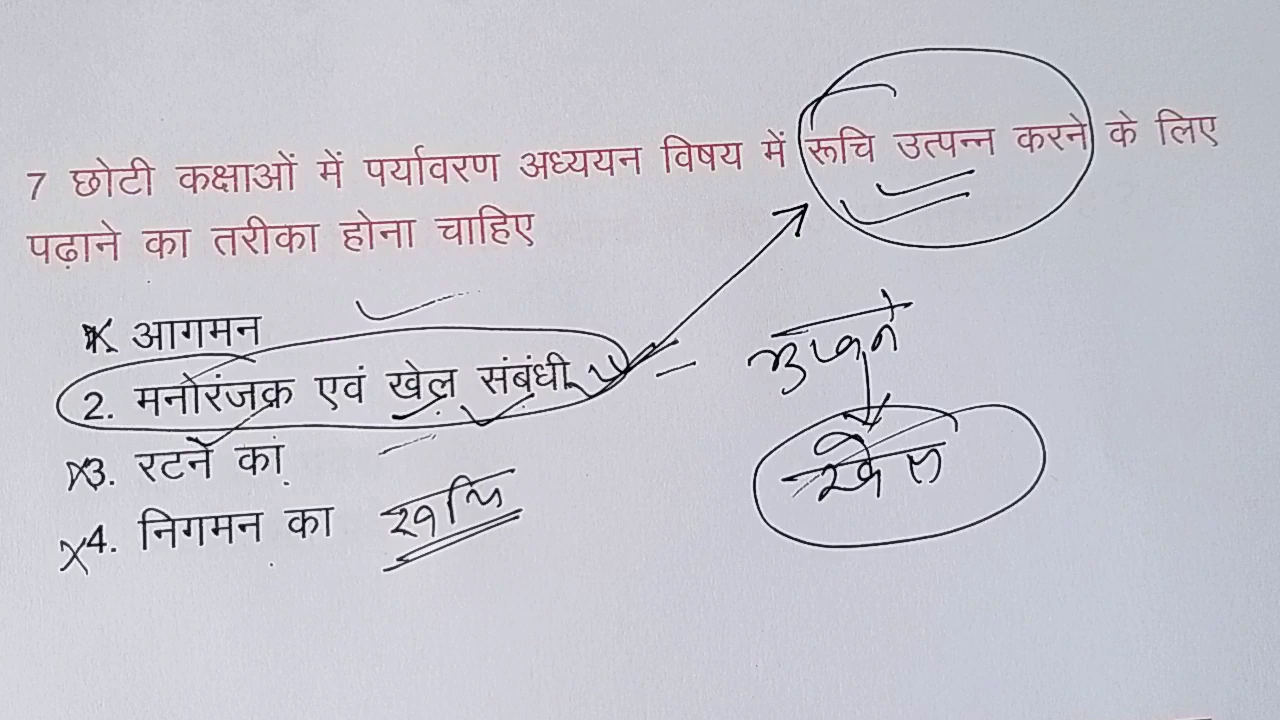 7 छोटी कक्षाओं में पर्यावरण अध्ययन विषय में रूचि उत्पन्न करने के लिए
पढ़ाने का तरीका होना चाहिए
आगमन
2. मनोरंजक एवं खेल संबंधी
3. रटने का
4. निगमन का
खेल